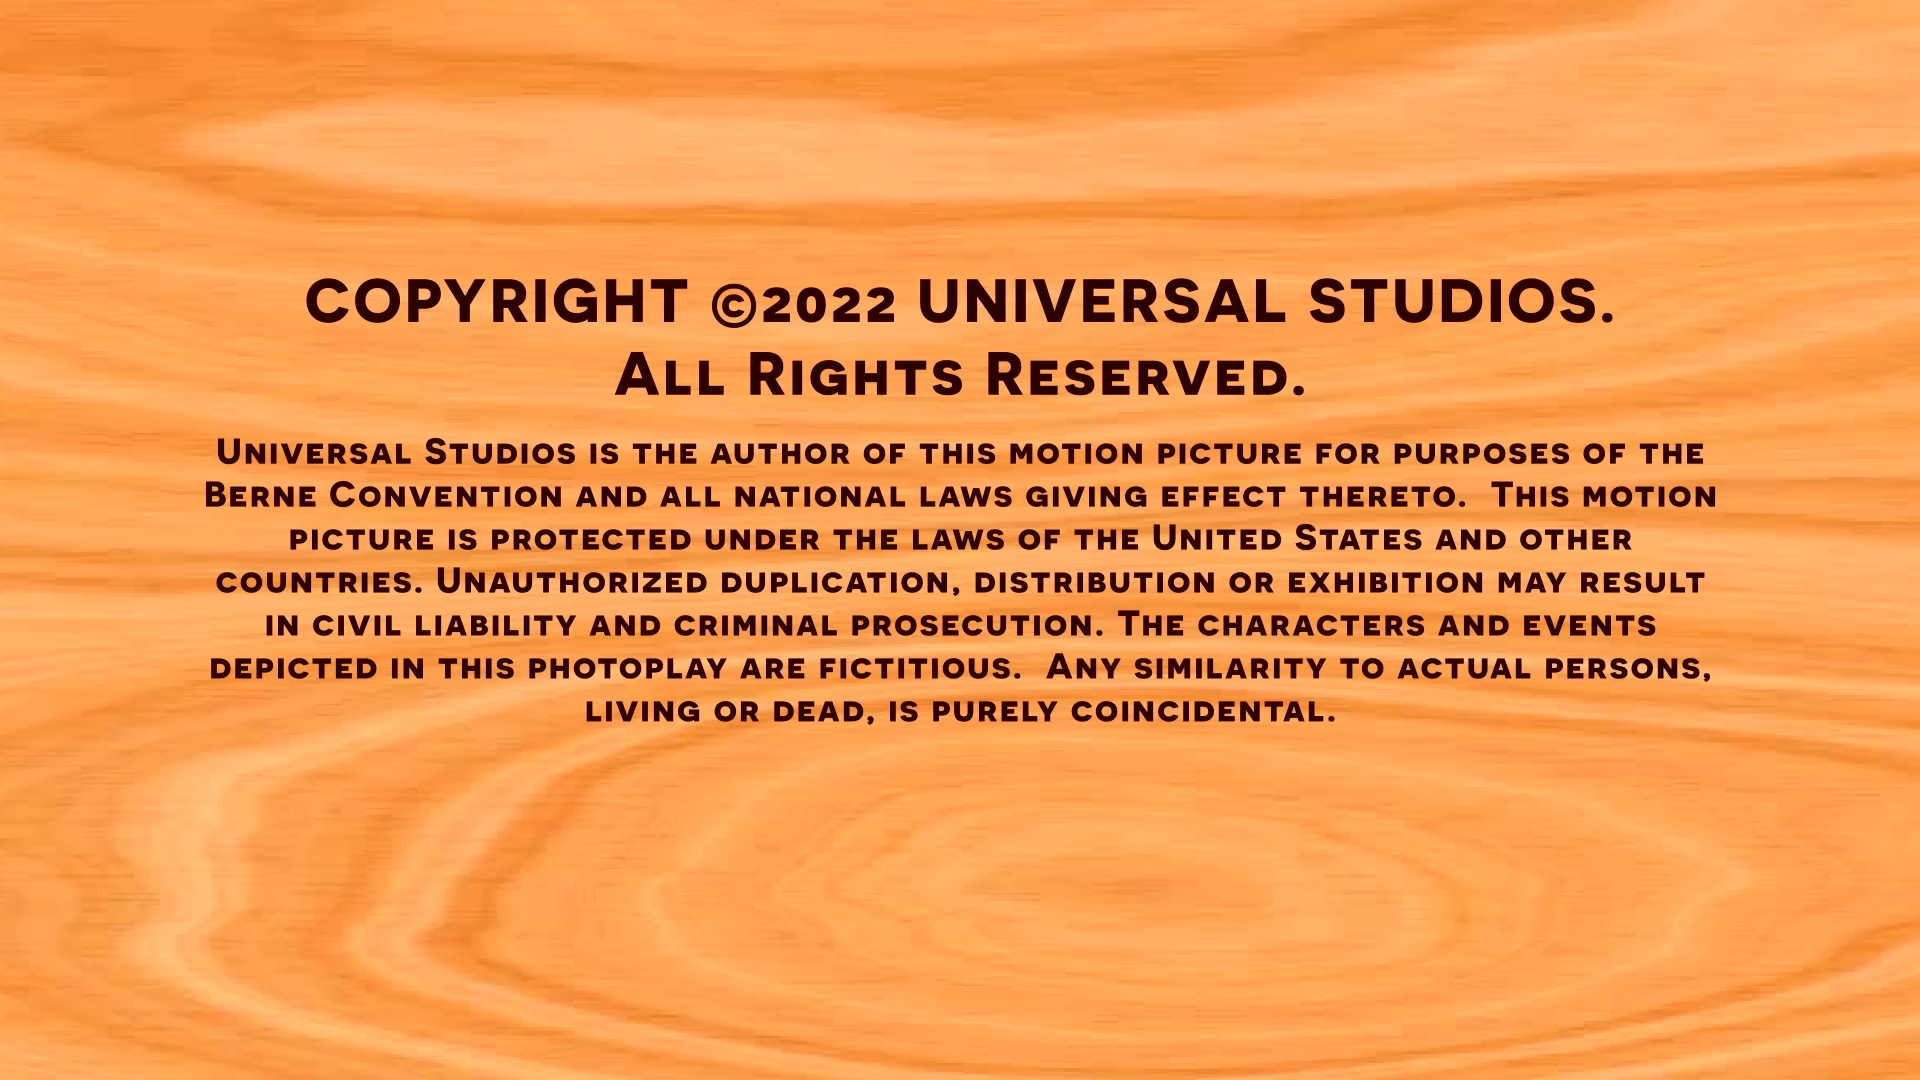 COPYRIGHT ©2022 UNIVERSAL STUDIOS.
All Rights Reserved.
Universal Studios is the author of this motion picture for purposes of the
Berne Convention and all national laws giving effect thereto.  This motion
picture is protected under the laws of the United States and other
countries. Unauthorized duplication, distribution or exhibition may result
in civil liability and criminal prosecution. The characters and events
depicted in this photoplay are fictitious.  Any similarity to actual persons,
living or dead, is purely coincidental.